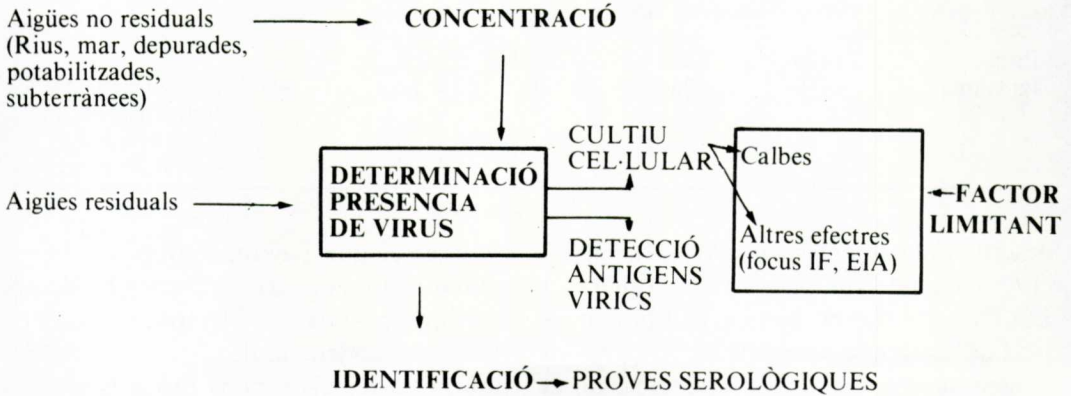 Aigües no residuals
(Rius, mar, depurades,
potabilitzades,
subterrànees)
CONCENTRACIÓ
Aigües residuals
DETERMINACIÓ
PRESENCIA
DE VIRUS
CULTIU
CEL·LULAR
DETECCIÓ
ANTIGENS
VIRICS
Calbes
Altres efectres
(focus IF, EIA)
FACTOR
LIMITANT
IDENTIFICACIÓ PROVES SEROLÒGIQUES